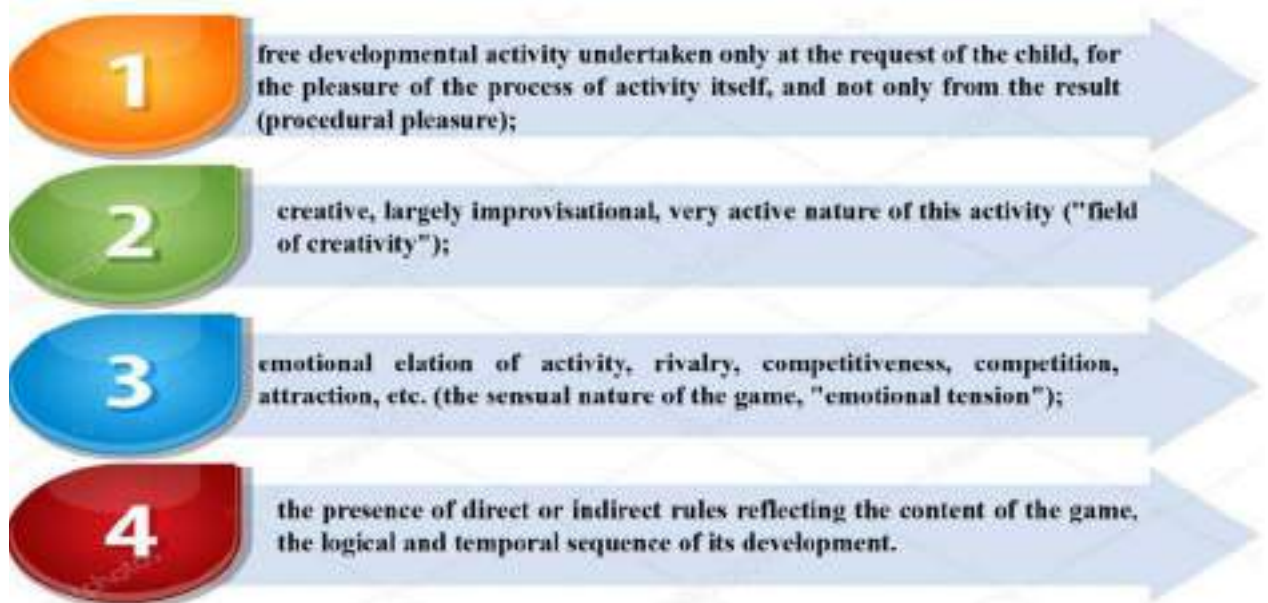 1
free developmental activity undertaken only at the request of the child, for
the pleasure of the process of activity itself, and not only from the result
(procedural pleasure);
2
creative, largely improvisational, very active nature of this activity ("field
of creativity");
3
emotional elation of activity, rivalry, competitiveness, competition,
attraction, etc. (the sensual nature of the game, "emotional tension");
4
the presence of direct or indirect rules reflecting the content of the game,
the logical and temporal sequence of its development.